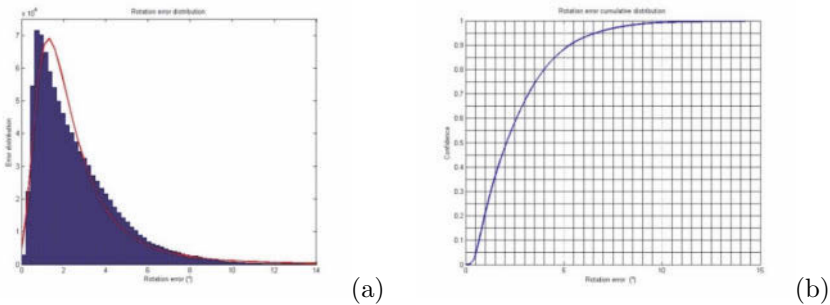 Rotation error distribution
x 10⁴
7
6
5
4
3
2
1
0
Error distribution
0 2 4 6 8 10 12 14
Rotation error (°)
(a)
Rotation error cumulative distribution
1
0.9
0.8
0.7
0.6
0.5
0.4
0.3
0.2
0.1
0
Confidence
0 5 10 15
Rotation error (°)
(b)